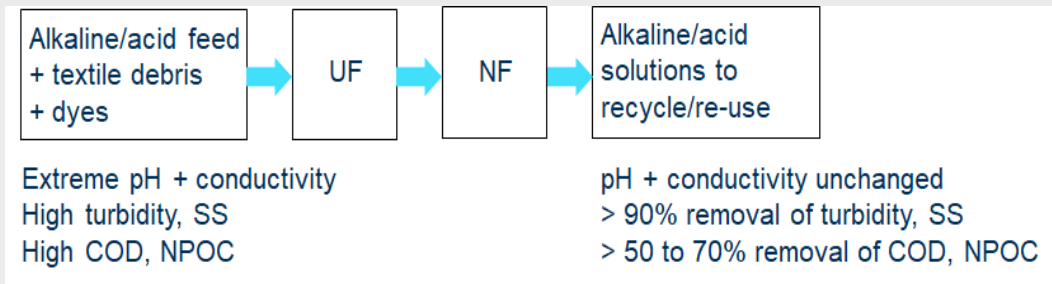 Alkaline/acid feed
+ textile debris
+ dyes
UF
NF
Alkaline/acid
solutions to
recycle/re-use
Extreme pH + conductivity
High turbidity, SS
High COD, NPOC
pH + conductivity unchanged
> 90% removal of turbidity, SS
> 50 to 70% removal of COD, NPOC